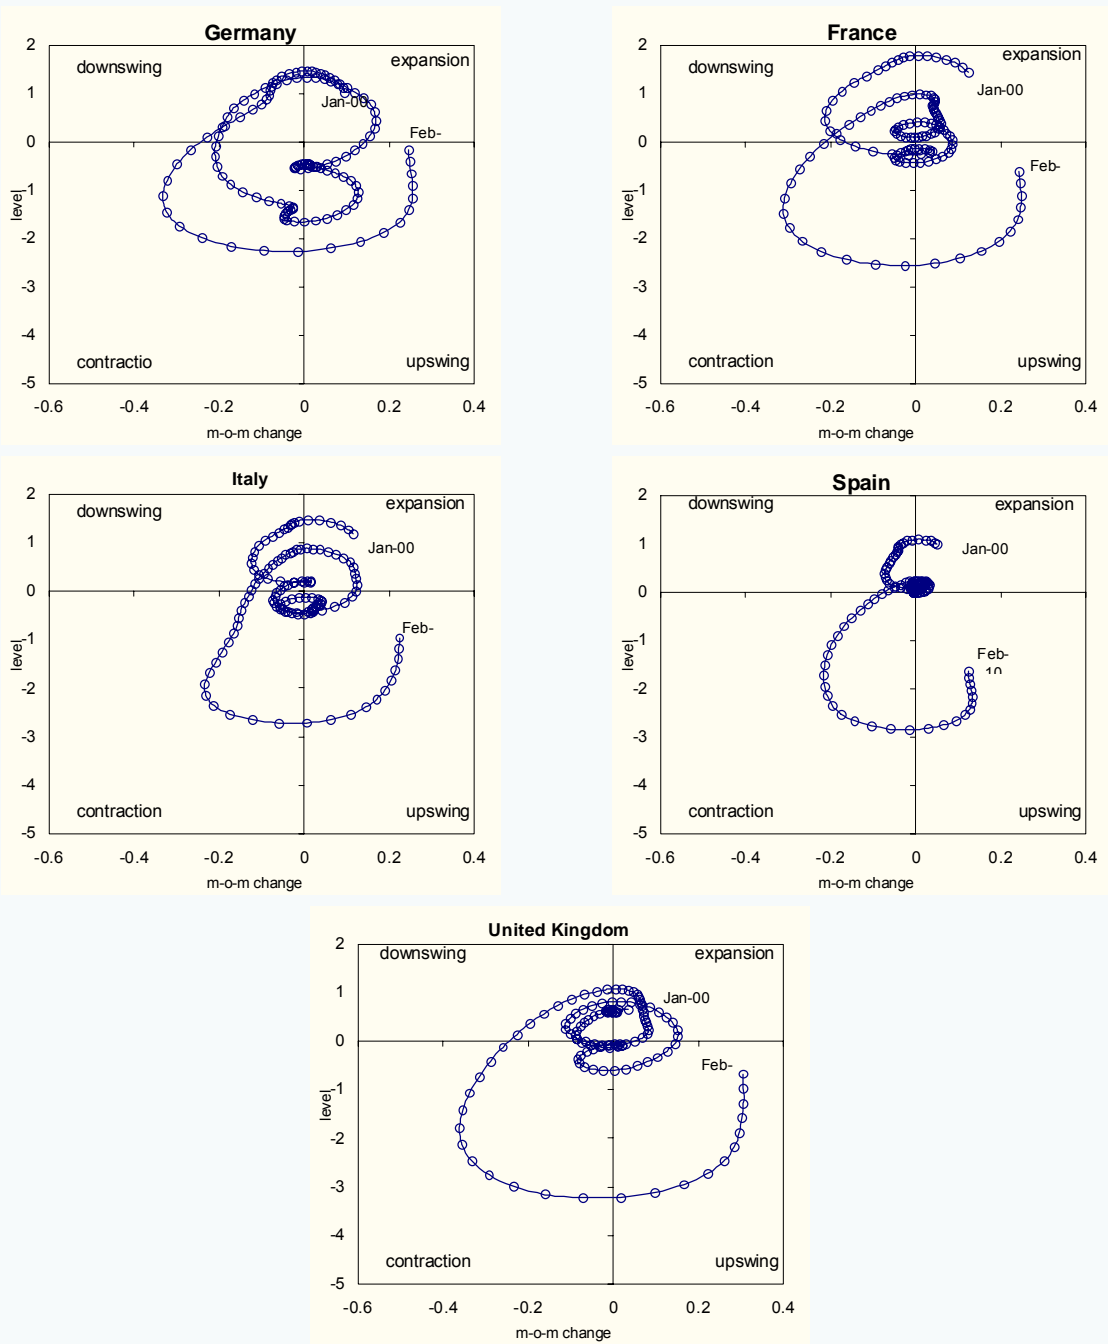 Germany
2
1
0
-1
-2
-3
-4
-5
level
downswing
expansion
Jan-00
Feb-
contractio
upswing
-0.6
-0.4
-0.2
0
0.2
0.4
m-o-m change
France
2
1
0
-1
-2
-3
-4
-5
level
downswing
expansion
Jan-00
Feb-
contraction
upswing
-0.6
-0.4
-0.2
0
0.2
0.4
m-o-m change
Italy
2
1
0
-1
-2
-3
-4
-5
level
downswing
expansion
Jan-00
Feb-
contraction
upswing
-0.6
-0.4
-0.2
0
0.2
0.4
m-o-m change
Spain
2
1
0
-1
-2
-3
-4
-5
level
downswing
expansion
Jan-00
Feb-
10
contraction
upswing
-0.6
-0.4
-0.2
0
0.2
0.4
m-o-m change
United Kingdom
2
1
0
-1
-2
-3
-4
-5
level
downswing
expansion
Jan-00
Feb-
contraction
upswing
-0.6
-0.4
-0.2
0
0.2
0.4
m-o-m change